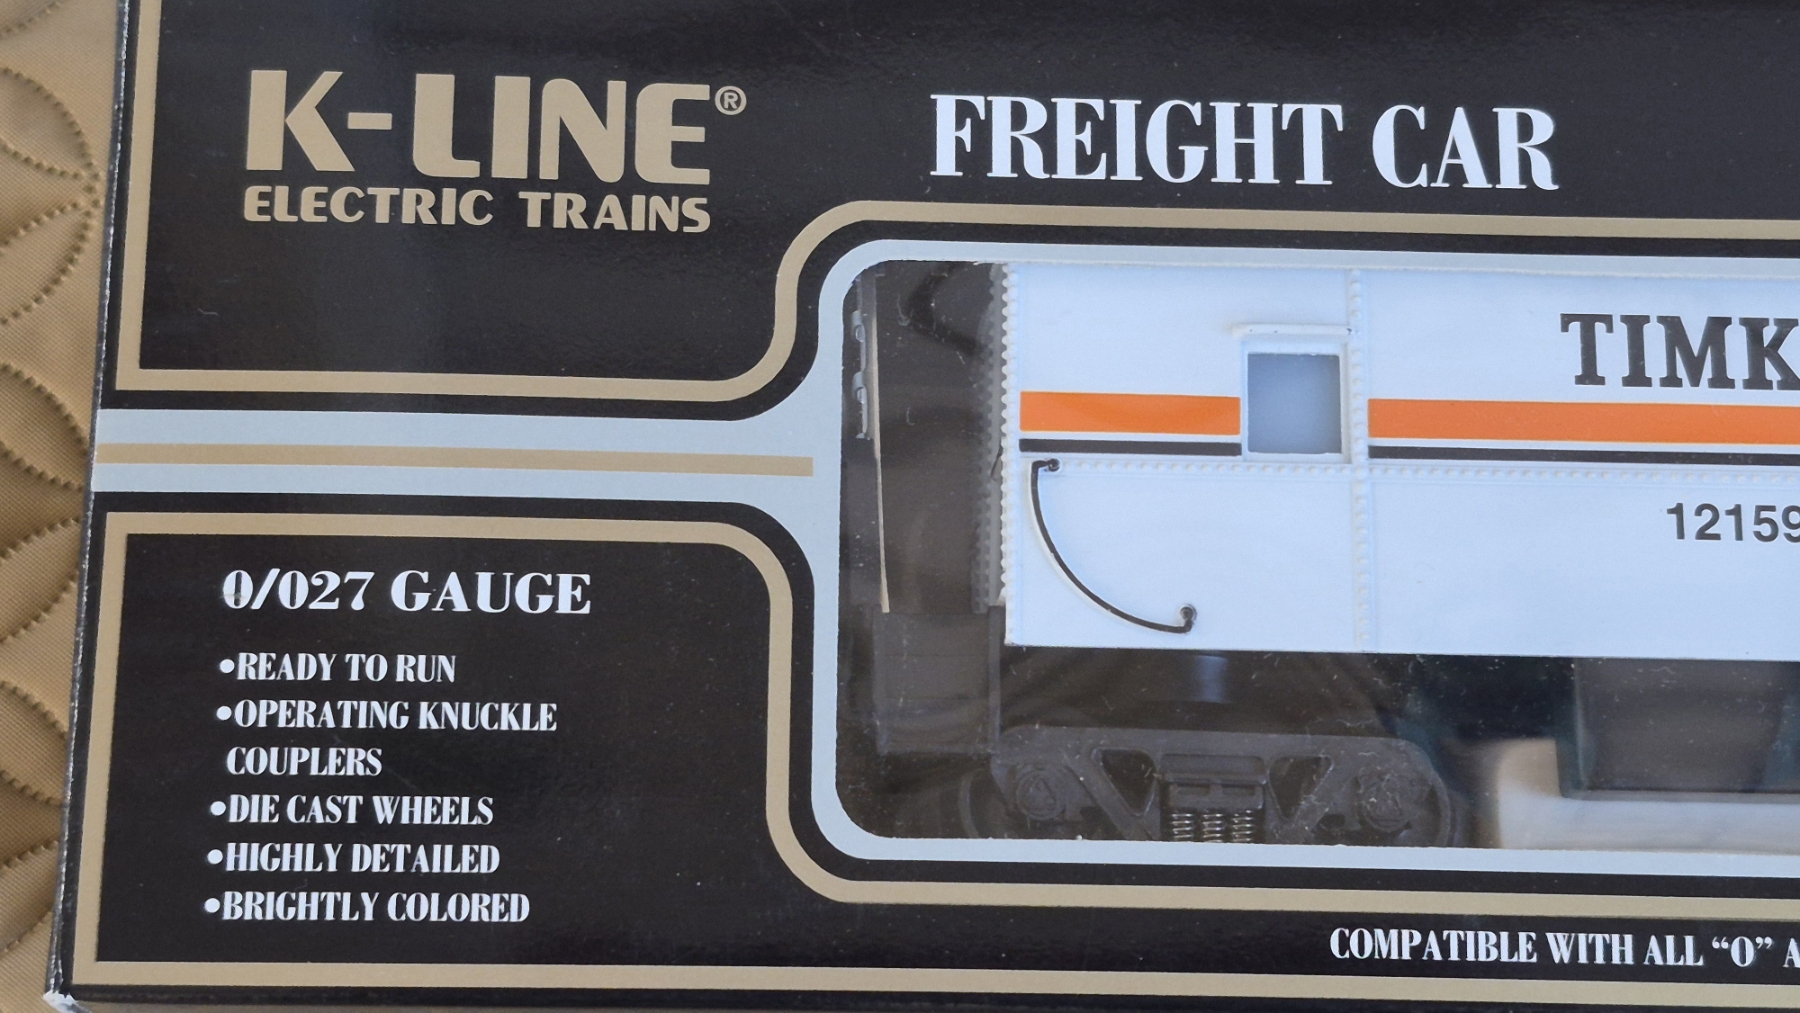 K-LINE®
ELECTRIC TRAINS
FREIGHT CAR
TIMK
12159
0/027 GAUGE
•READY TO RUN
•OPERATING KNUCKLE
COUPLERS
•DIE CAST WHEELS
•HIGHLY DETAILED
•BRIGHTLY COLORED
COMPATIBLE WITH ALL “O” A